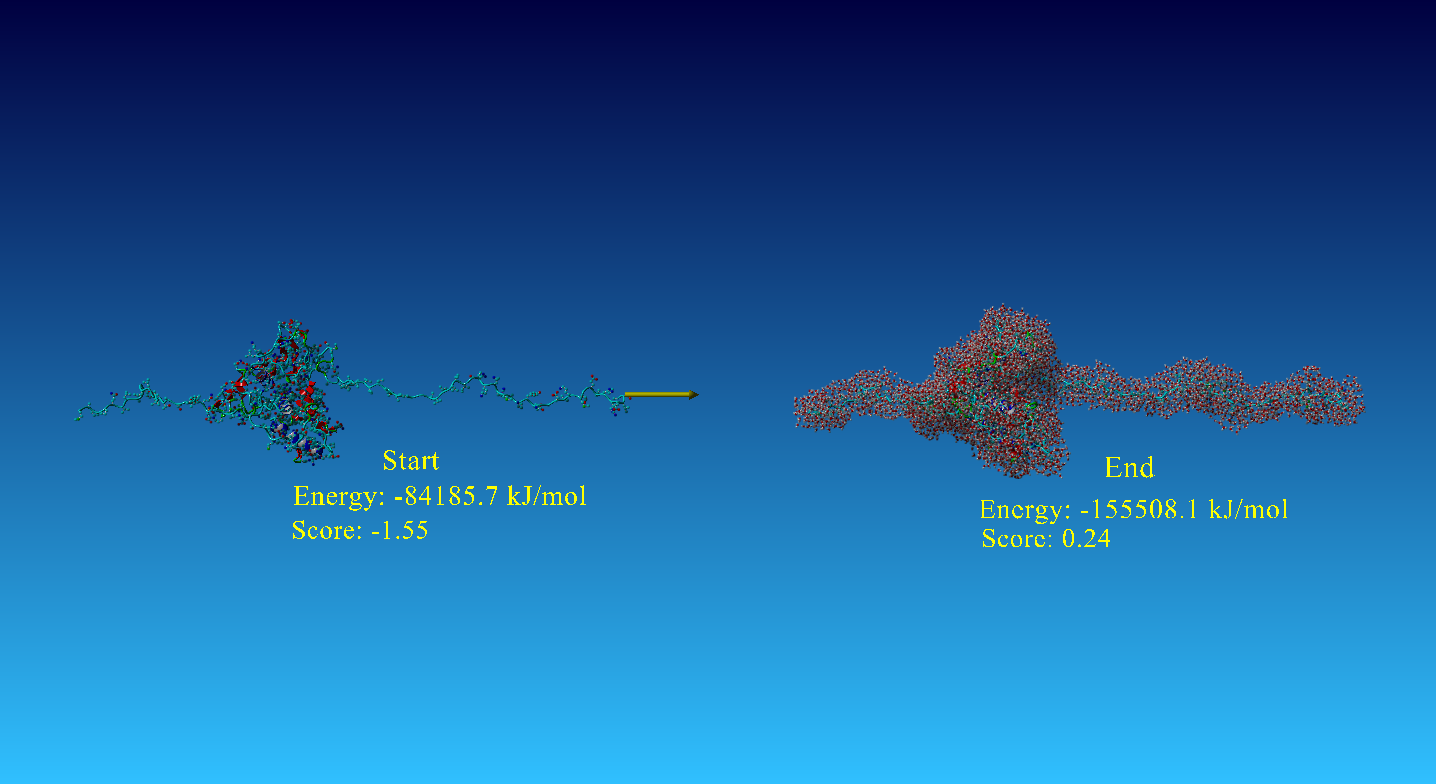 Start
Energy: -84185.7 kJ/mol
Score: -1.55
End
Energy: -155508.1 kJ/mol
Score: 0.24